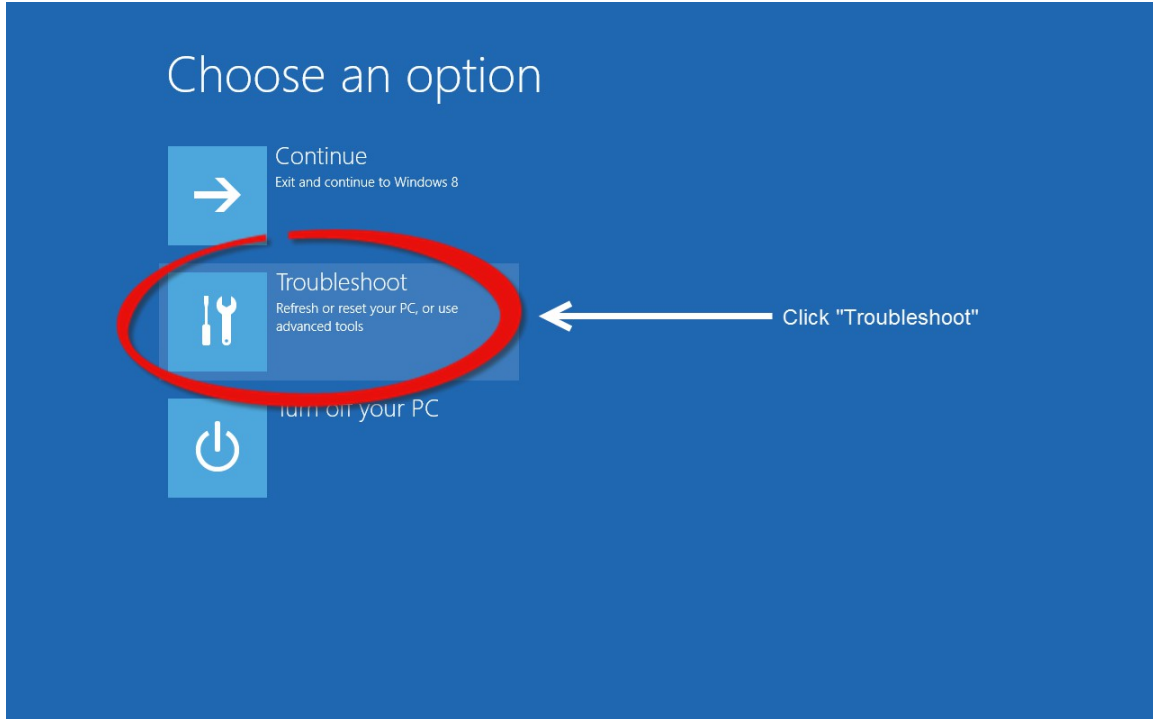 Choose an option
Continue
Exit and continue to Windows 8
Troubleshoot
Refresh or reset your PC, or use
advanced tools
Click "Troubleshoot"
Turn off your PC